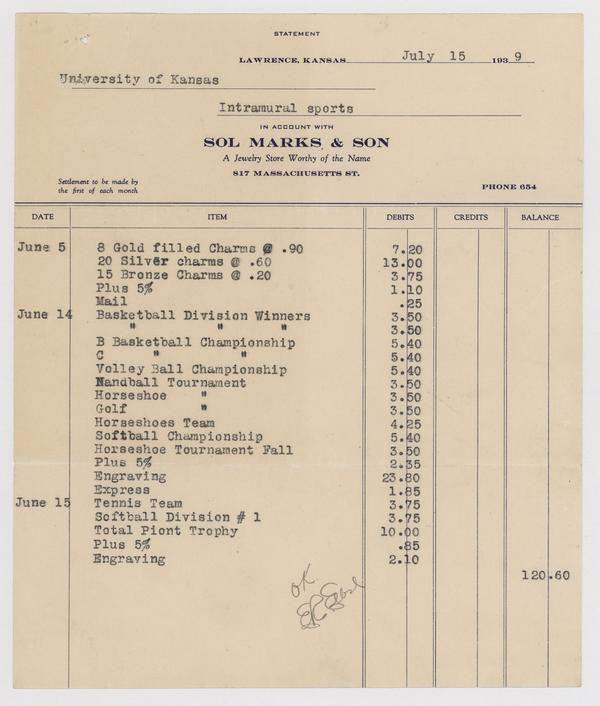 STATEMENT
LAWRENCE, KANSAS July 15 1939
University of Kansas
Intramural sports
IN ACCOUNT WITH
SOL MARKS & SON
A Jewelry Store Worthy of the Name
817 MASSACHUSETTS ST.
Settlement to be made by
the first of each month
PHONE 654
DATE ITEM DEBITS CREDITS BALANCE
June 5 8 Gold filled Charms @ .90 7.20
20 Silver charms @ .60 13.00
15 Bronze Charms @ .20 3.75
Plus 5% 1.10
Mail .25
June 14 Basketball Division Winners 3.50
" " " 3.50
B Basketball Championship 5.40
C " " 5.40
Volley Ball Championship 5.40
Handball Tournament 3.50
Horseshoe " 3.50
Golf " 3.50
Horseshoes Team 4.25
Softball Championship 5.40
Horseshoe Tournament Fall 3.50
Plus 5% 2.35
Engraving 23.80
Express 1.85
June 15 Tennis Team 3.75
Softball Division # 1 3.75
Total Piont Trophy 10.00
Plus 5% .85
Engraving 2.10
120.60
OK